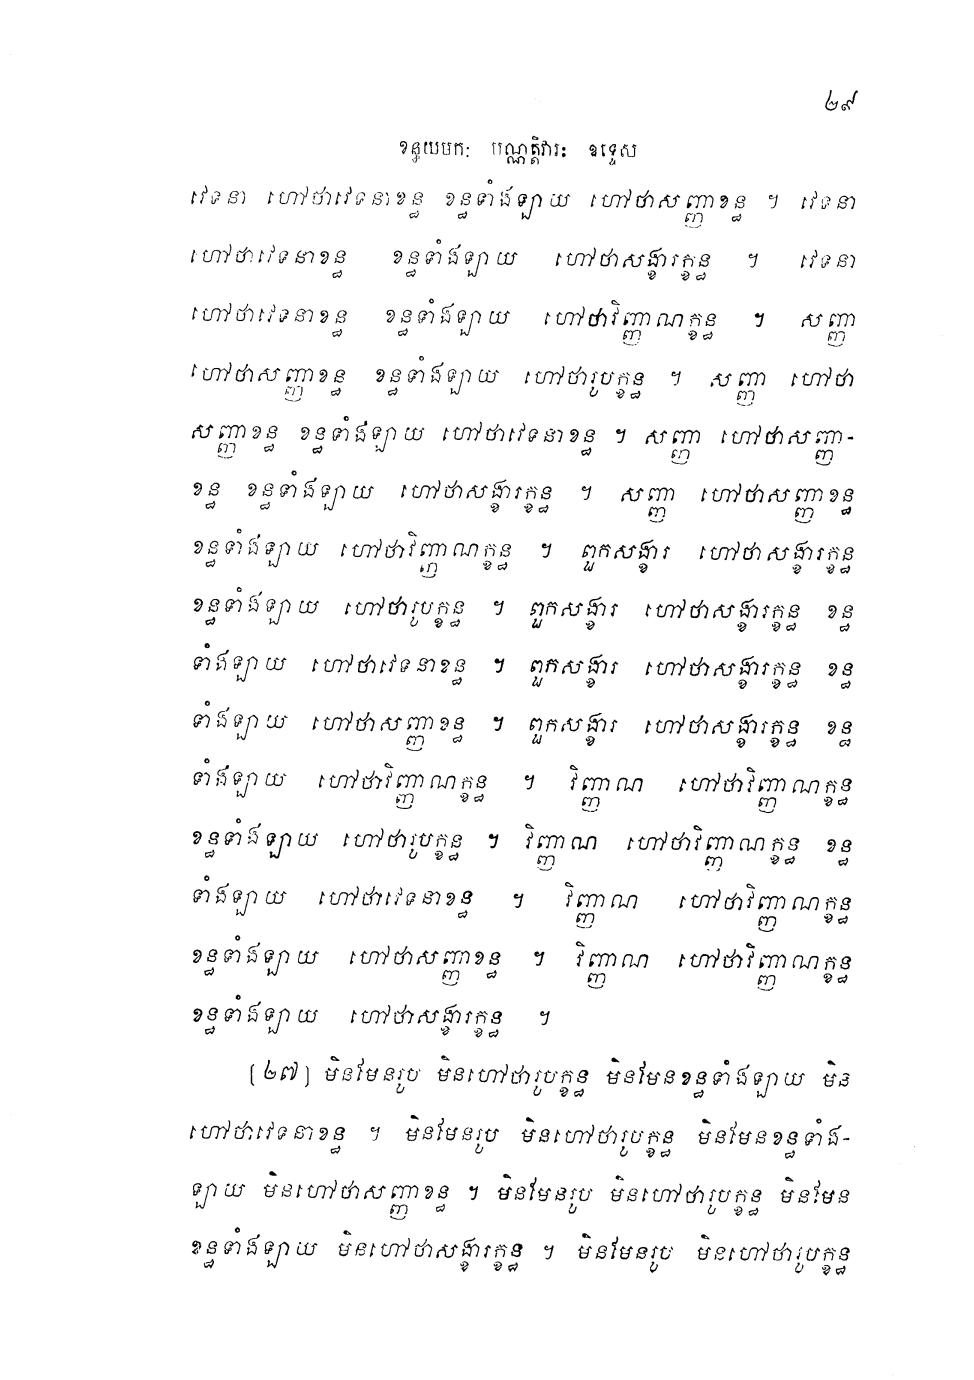 ២៩
ខន្ធយមកៈ បណ្ណត្តិវារៈ ឧទ្ទេស
វេទនា ហៅថាវេទនាខន្ធ ខន្ធទាំងឡាយ ហៅថាសញ្ញាខន្ធ ។ វេទនា
ហៅថាវេទនាខន្ធ ខន្ធទាំងឡាយ ហៅថាសង្ខារក្ខន្ធ ។ វេទនា
ហៅថាវេទនាខន្ធ ខន្ធទាំងឡាយ ហៅថាវិញ្ញាណក្ខន្ធ ។ សញ្ញា
ហៅថាសញ្ញាខន្ធ ខន្ធទាំងឡាយ ហៅថារូបក្ខន្ធ ។ សញ្ញា ហៅថា
សញ្ញាខន្ធ ខន្ធទាំងឡាយ ហៅថាវេទនាខន្ធ ។ សញ្ញា ហៅថាសញ្ញា-
ខន្ធ ខន្ធទាំងឡាយ ហៅថាសង្ខារក្ខន្ធ ។ សញ្ញា ហៅថាសញ្ញាខន្ធ
ខន្ធទាំងឡាយ ហៅថាវិញ្ញាណក្ខន្ធ ។ ពួកសង្ខារ ហៅថាសង្ខារក្ខន្ធ
ខន្ធទាំងឡាយ ហៅថារូបក្ខន្ធ ។ ពួកសង្ខារ ហៅថាសង្ខារក្ខន្ធ ខន្ធ
ទាំងឡាយ ហៅថាវេទនាខន្ធ ។ ពួកសង្ខារ ហៅថាសង្ខារក្ខន្ធ ខន្ធ
ទាំងឡាយ ហៅថាសញ្ញាខន្ធ ។ ពួកសង្ខារ ហៅថាសង្ខារក្ខន្ធ ខន្ធ
ទាំងឡាយ ហៅថាវិញ្ញាណក្ខន្ធ ។ វិញ្ញាណ ហៅថាវិញ្ញាណក្ខន្ធ
ខន្ធទាំងឡាយ ហៅថារូបក្ខន្ធ ។ វិញ្ញាណ ហៅថាវិញ្ញាណក្ខន្ធ ខន្ធ
ទាំងឡាយ ហៅថាវេទនាខន្ធ ។ វិញ្ញាណ ហៅថាវិញ្ញាណក្ខន្ធ
ខន្ធទាំងឡាយ ហៅថាសញ្ញាខន្ធ ។ វិញ្ញាណ ហៅថាវិញ្ញាណក្ខន្ធ
ខន្ធទាំងឡាយ ហៅថាសង្ខារក្ខន្ធ ។
(២៧) មិនមែនរូប មិនហៅថារូបក្ខន្ធ មិនមែនខន្ធទាំងឡាយ មិន
ហៅថាវេទនាខន្ធ ។ មិនមែនរូប មិនហៅថារូបក្ខន្ធ មិនមែនខន្ធទាំង-
ឡាយ មិនហៅថាសញ្ញាខន្ធ ។ មិនមែនរូប មិនហៅថារូបក្ខន្ធ មិនមែន
ខន្ធទាំងឡាយ មិនហៅថាសង្ខារក្ខន្ធ ។ មិនមែនរូប មិនហៅថារូបក្ខន្ធ